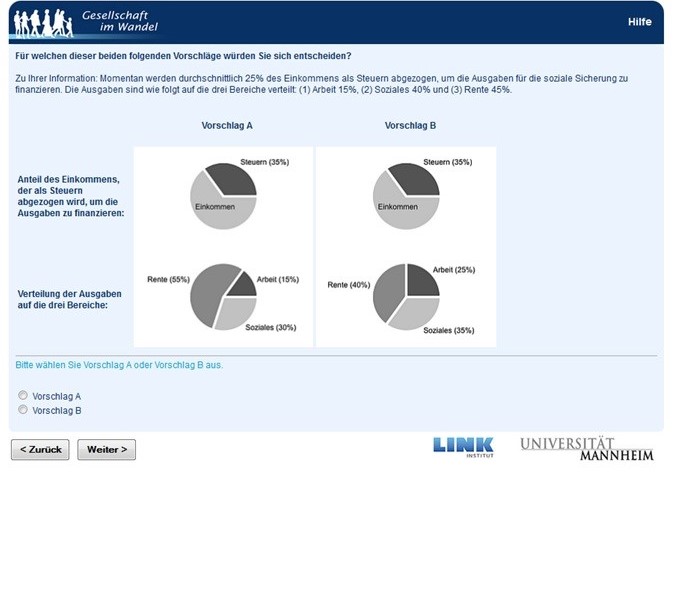 Gesellschaft
im Wandel
Hilfe
Für welchen dieser beiden folgenden Vorschläge würden Sie sich entscheiden?
Zu Ihrer Information: Momentan werden durchschnittlich 25% des Einkommens als Steuern abgezogen, um die Ausgaben für die soziale Sicherung zu
finanzieren. Die Ausgaben sind wie folgt auf die drei Bereiche verteilt: (1) Arbeit 15%, (2) Soziales 40% und (3) Rente 45%.
Vorschlag A
Vorschlag B
Anteil des Einkommens,
der als Steuern
abgezogen wird, um die
Ausgaben zu finanzieren:
Steuern (35%)
Einkommen
Steuern (35%)
Einkommen
Verteilung der Ausgaben
auf die drei Bereiche:
Rente (55%)
Arbeit (15%)
Soziales (30%)
Rente (40%)
Arbeit (25%)
Soziales (35%)
Bitte wählen Sie Vorschlag A oder Vorschlag B aus.
Vorschlag A
Vorschlag B
< Zurück
Weiter >
LINK
INSTITUT
UNIVERSITÄT
MANNHEIM